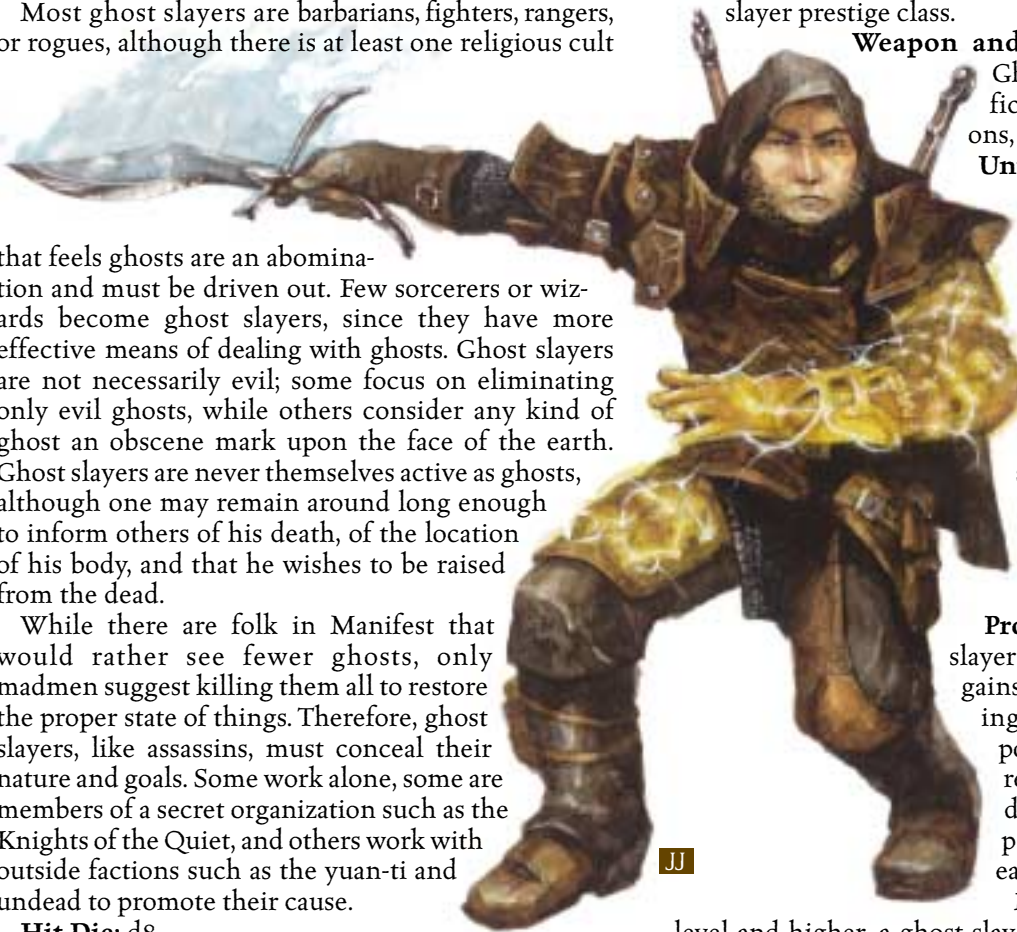 Most ghost slayers are barbarians, fighters, rangers,
or rogues, although there is at least one religious cult
that feels ghosts are an abomina-
tion and must be driven out. Few sorcerers or wiz-
ards become ghost slayers, since they have more
effective means of dealing with ghosts. Ghost slayers
are not necessarily evil; some focus on eliminating
only evil ghosts, while others consider any kind of
ghost an obscene mark upon the face of the earth.
Ghost slayers are never themselves active as ghosts,
although one may remain around long enough
to inform others of his death, of the location
of his body, and that he wishes to be raised
from the dead.
While there are folk in Manifest that
would rather see fewer ghosts, only
madmen suggest killing them all to restore
the proper state of things. Therefore, ghost
slayers, like assassins, must conceal their
nature and goals. Some work alone, some are
members of a secret organization such as the
Knights of the Quiet, and others work with
outside factions such as the yuan-ti and
undead to promote their cause.
Hit Die: d8
slayer prestige class.
Weapon and
Gh
fic
ons,
Un
JJ
Pro
slayer
gains
ing
po
re
d
p
ea
level and higher, a ghost slay